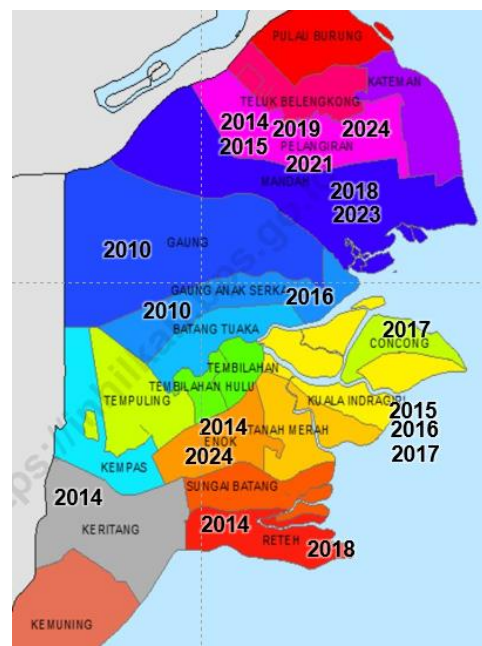 PULAU BURUNG
KATEMAN
TELUK BELENGKONG
2014 2019 2024
2015 PELANGIRAN
2021
MANDAH
2018
2023
2010 GAUNG
GAUNG ANAK SERKA
2010 2016
BATANG TUAKA
2017
CONCONG
TEMBILAHAN
TEMBILAHAN HULU
TEMPULING
KUALA INDRAGIRI
2015
2014
ENOK TANAH MERAH
2016
2024
2017
KEMPAS
SUNGAI BATANG
2014
2014
KERITANG
RETEH
2018
KEMUNING